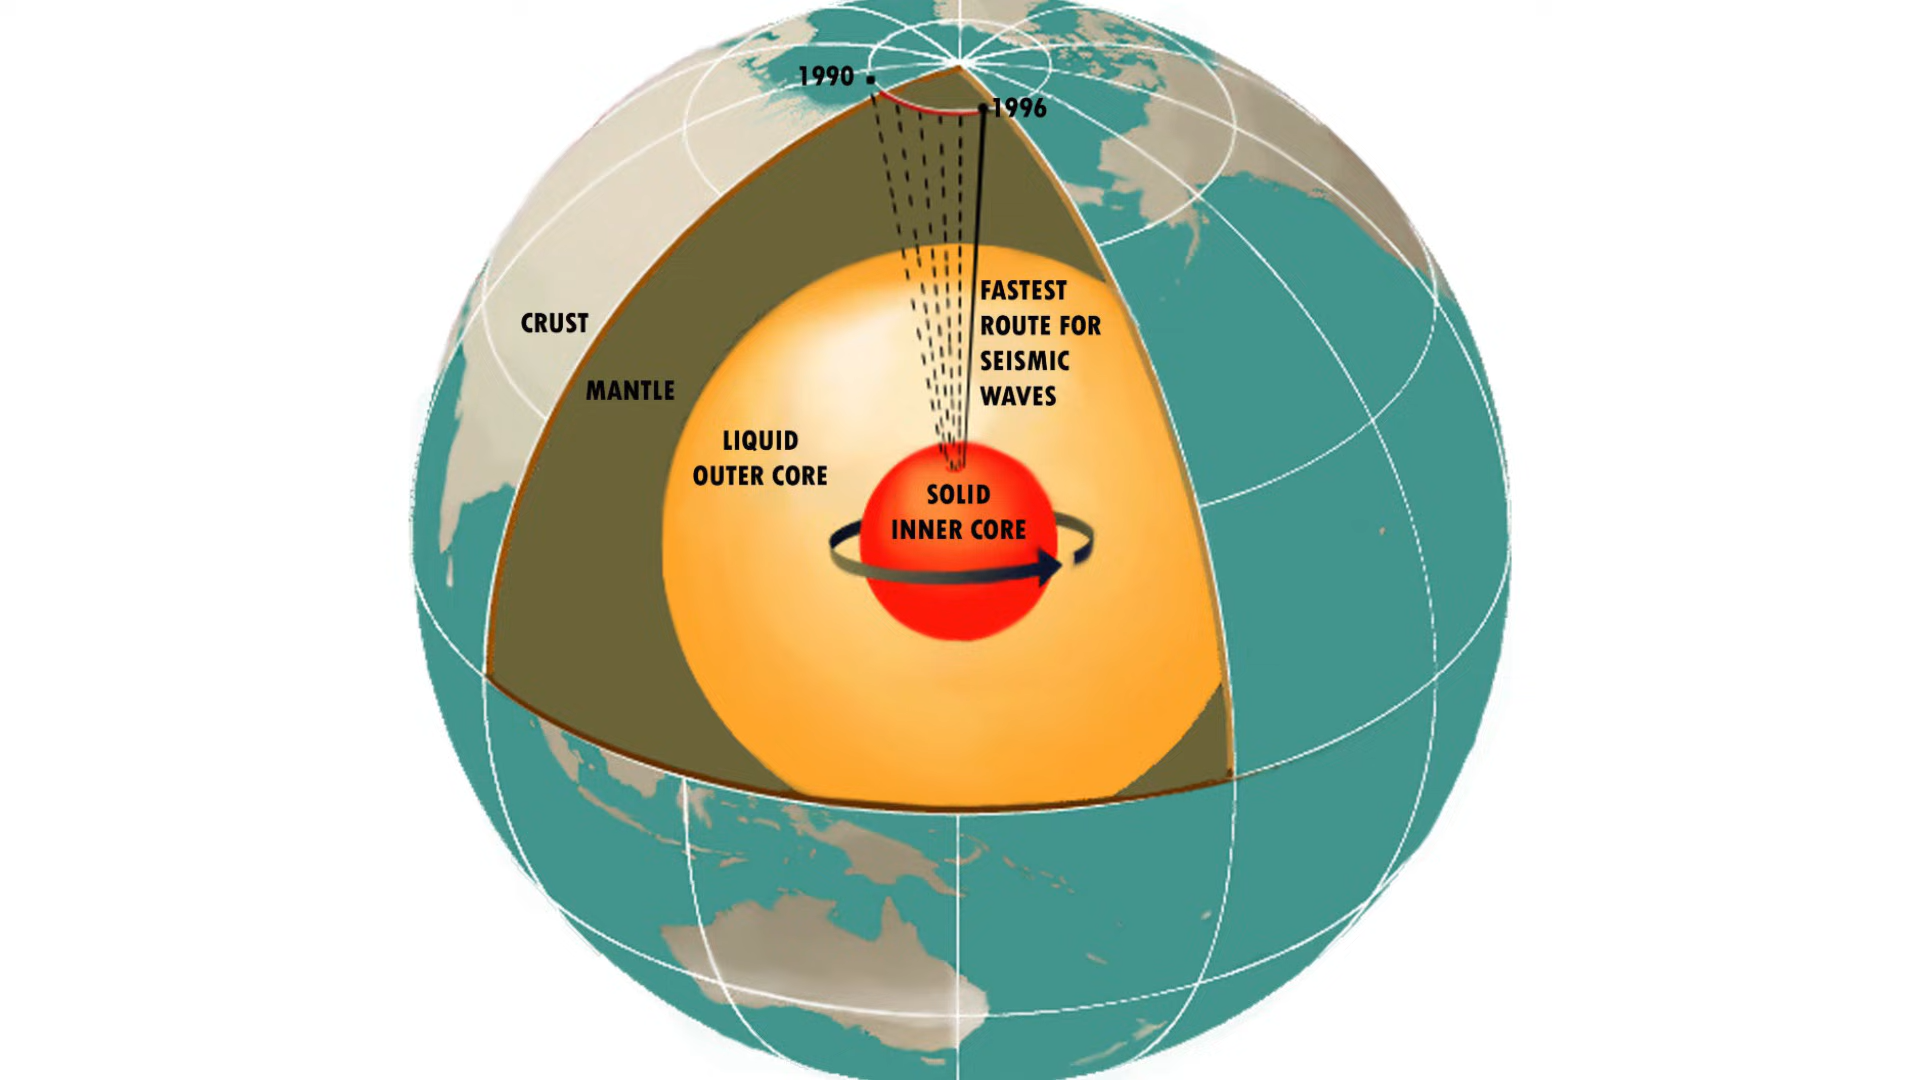 1990
1996
FASTEST
ROUTE FOR
SEISMIC
WAVES
CRUST
MANTLE
LIQUID
OUTER CORE
SOLID
INNER CORE